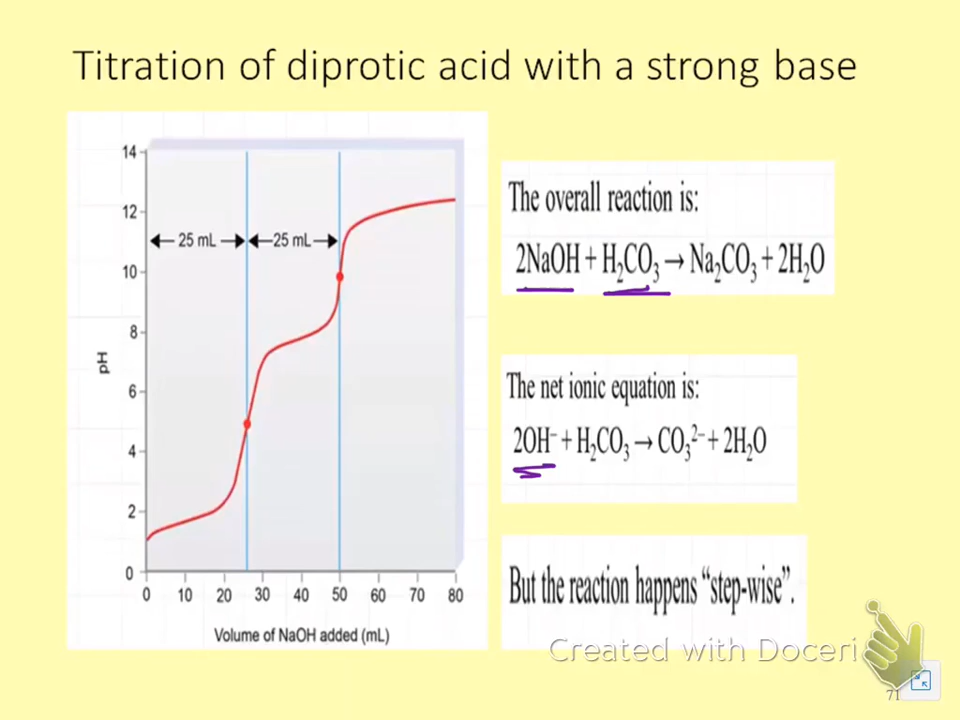 Titration of diprotic acid with a strong base
14
12
10
8
6
4
2
0
pH
25 mL
25 mL
0 10 20 30 40 50 60 70 80
Volume of NaOH added (mL)
The overall reaction is:
2NaOH + H₂CO₃ → Na₂CO₃ + 2H₂O
The net ionic equation is:
2OH⁻ + H₂CO₃ → CO₃²⁻ + 2H₂O
But the reaction happens “step-wise”.
Created with Doceri
71